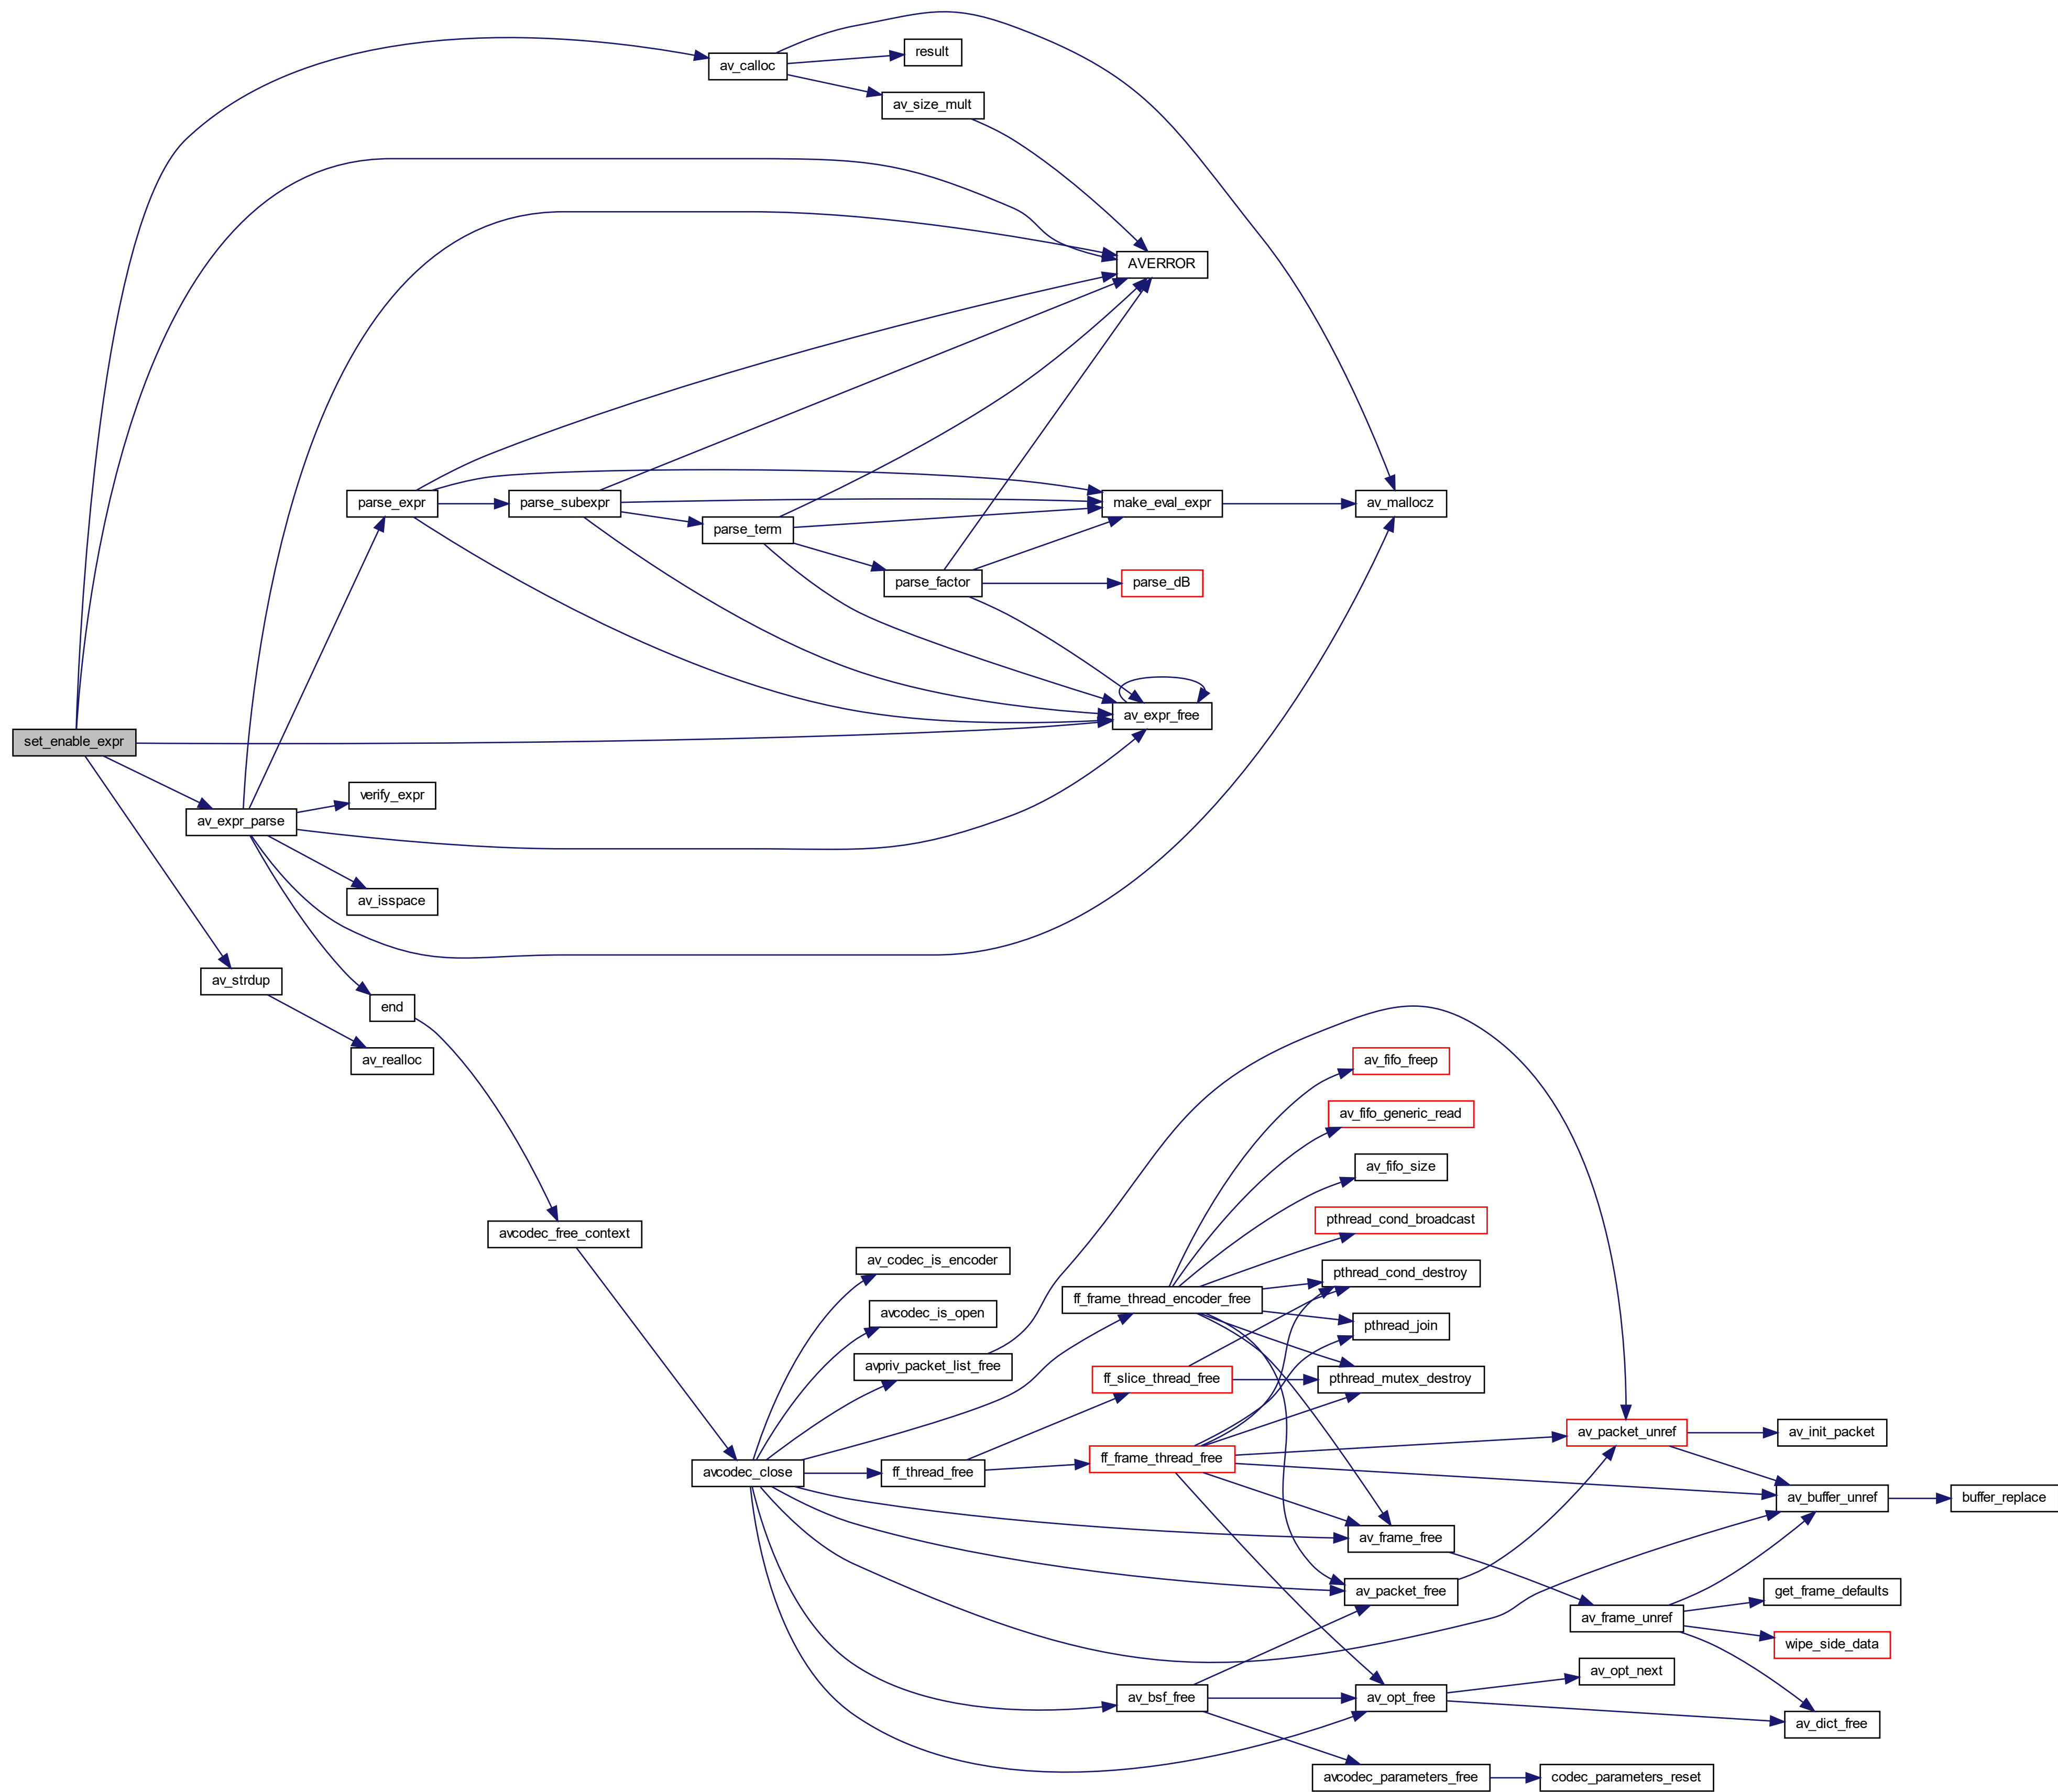 result
av_calloc
av_size_mult
AVERROR
parse_expr
parse_subexpr
make_eval_expr
av_mallocz
parse_term
parse_factor
parse_dB
av_expr_free
set_enable_expr
verify_expr
av_expr_parse
av_isspace
av_strdup
end
av_realloc
av_fifo_freep
av_fifo_generic_read
av_fifo_size
pthread_cond_broadcast
avcodec_free_context
av_codec_is_encoder
pthread_cond_destroy
ff_frame_thread_encoder_free
avcodec_is_open
pthread_join
avpriv_packet_list_free
ff_slice_thread_free
pthread_mutex_destroy
av_packet_unref
av_init_packet
ff_frame_thread_free
avcodec_close
ff_thread_free
av_buffer_unref
buffer_replace
av_frame_free
av_packet_free
get_frame_defaults
av_frame_unref
wipe_side_data
av_opt_next
av_bsf_free
av_opt_free
av_dict_free
avcodec_parameters_free
codec_parameters_reset